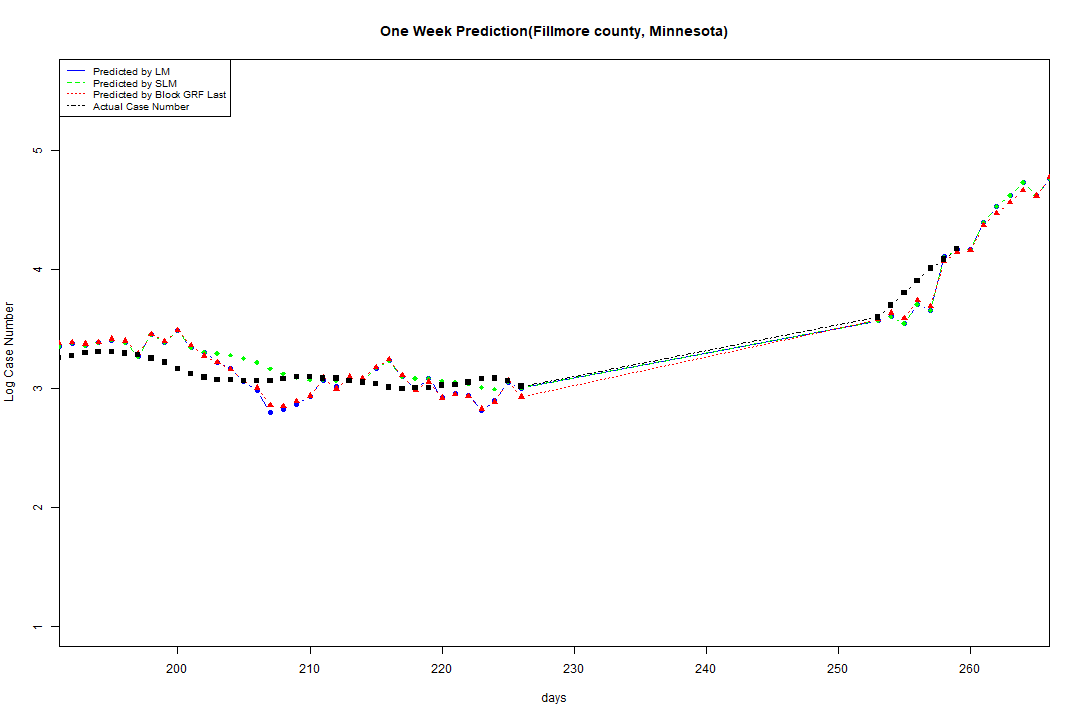 One Week Prediction(Fillmore county, Minnesota)
Predicted by LM
Predicted by SLM
Predicted by Block GRF Last
Actual Case Number
Log Case Number
5
4
3
2
1
200 210 220 230 240 250 260
days